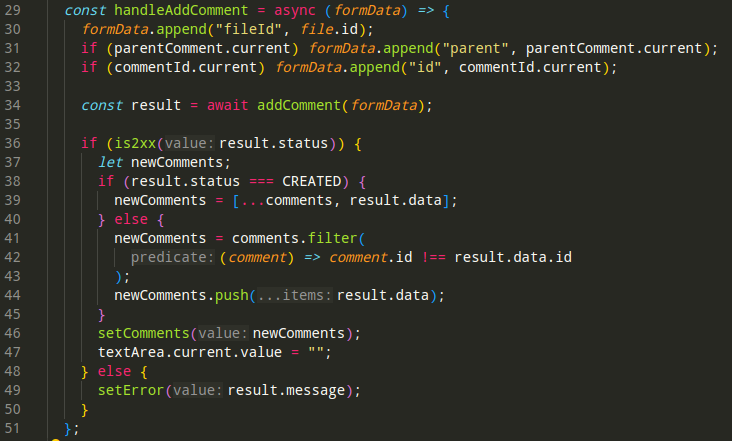 29 const handleAddComment = async (formData) => {
30 formData.append("fileId", file.id);
31 if (parentComment.current) formData.append("parent", parentComment.current);
32 if (commentId.current) formData.append("id", commentId.current);
33
34 const result = await addComment(formData);
35
36 if (is2xx(value: result.status)) {
37 let newComments;
38 if (result.status === CREATED) {
39 newComments = [...comments, result.data];
40 } else {
41 newComments = comments.filter(
42 predicate: (comment) => comment.id !== result.data.id
43 );
44 newComments.push(...items: result.data);
45 }
46 setComments(value: newComments);
47 textArea.current.value = "";
48 } else {
49 setError(value: result.message);
50 }
51 };